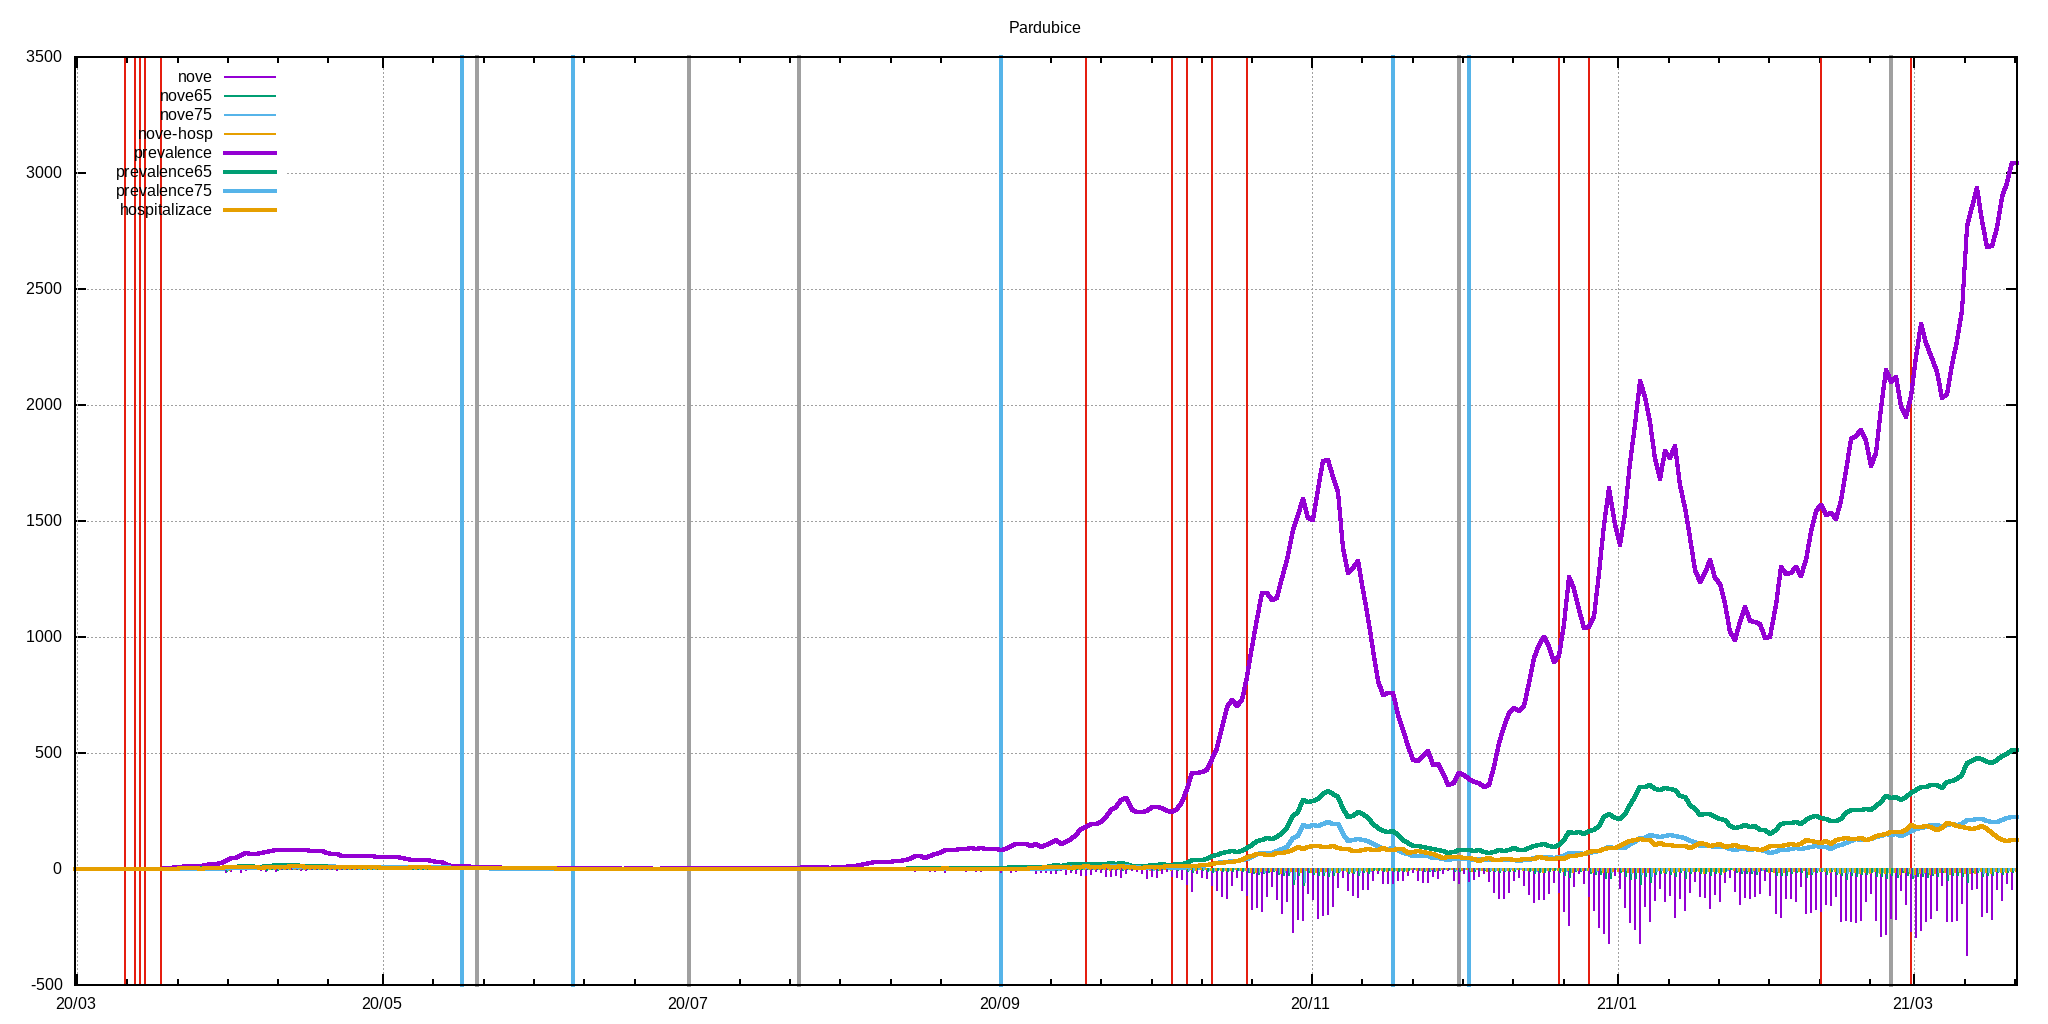 Pardubice
3500
3000
2500
2000
1500
1000
500
0
-500
nove
nove65
nove75
nove-hosp
prevalence
prevalence65
prevalence75
hospitalizace
20/03 20/05 20/07 20/09 20/11 21/01 21/03